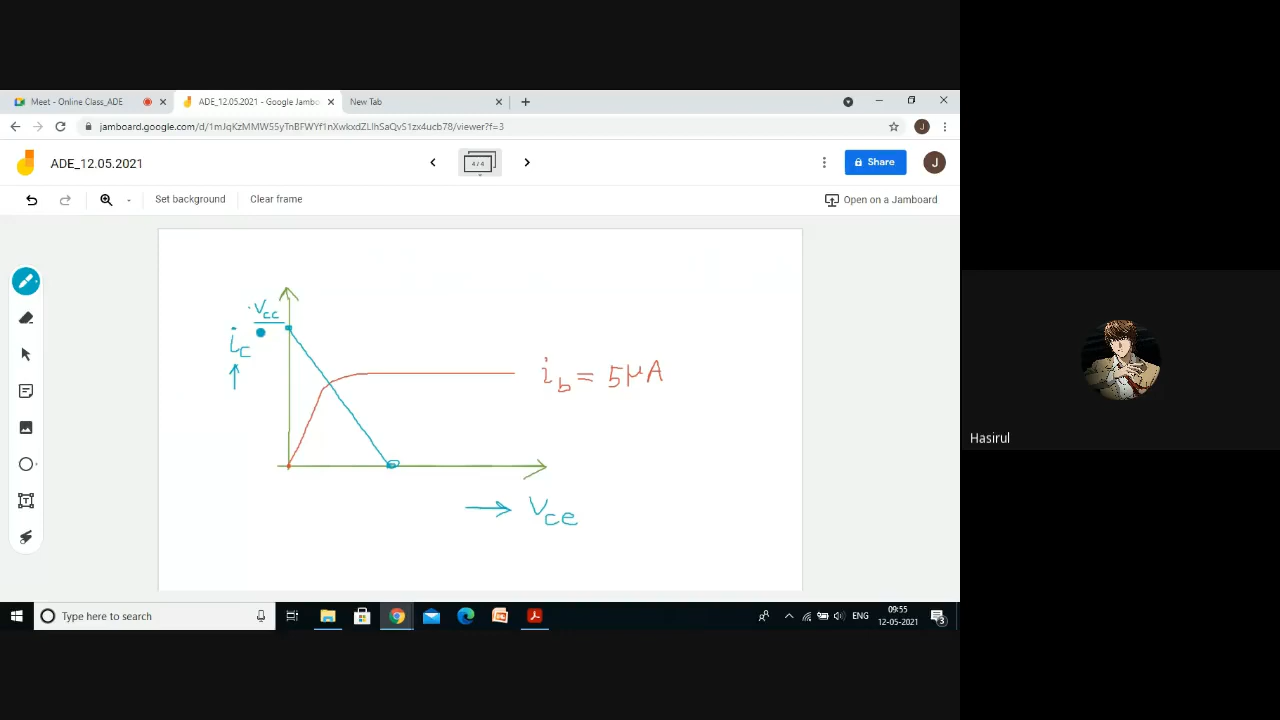 Meet - Online Class_ADE
ADE_12.05.2021 - Google Jambo
New Tab
jamboard.google.com/d/1mJqKzMMW55yTnBFWYf1nXwkxdZLlhSaQvS1zx4ucb78/viewer?f=3
J
ADE_12.05.2021
4 / 4
Share
J
Set background
Clear frame
Open on a Jamboard
Vcc
ic
ib = 5μA
Vce
Hasirul
Type here to search
ENG
09:55
12-05-2021
3